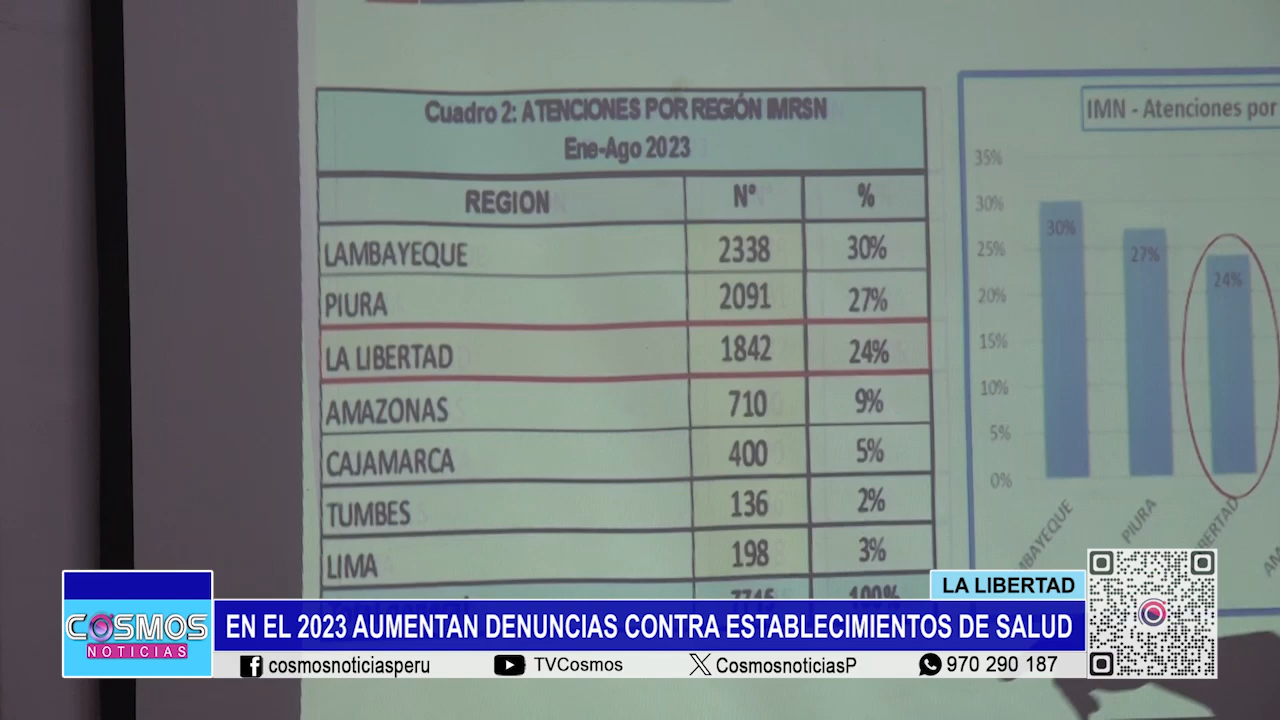 Cuadro 2: ATENCIONES POR REGIÓN IMRSN
Ene-Ago 2023
REGION N° %
LAMBAYEQUE 2338 30%
PIURA 2091 27%
LA LIBERTAD 1842 24%
AMAZONAS 710 9%
CAJAMARCA 400 5%
TUMBES 136 2%
LIMA 198 3%
100%
IMN - Atenciones por
35%
30%
25%
20%
15%
10%
5%
0%
30%
27%
24%
MBAYEQUE
PIURA
BERTAD
LA LIBERTAD
COSMOS
NOTICIAS
EN EL 2023 AUMENTAN DENUNCIAS CONTRA ESTABLECIMIENTOS DE SALUD
cosmosnoticiasperu TVCosmos CosmosnoticiasP 970 290 187